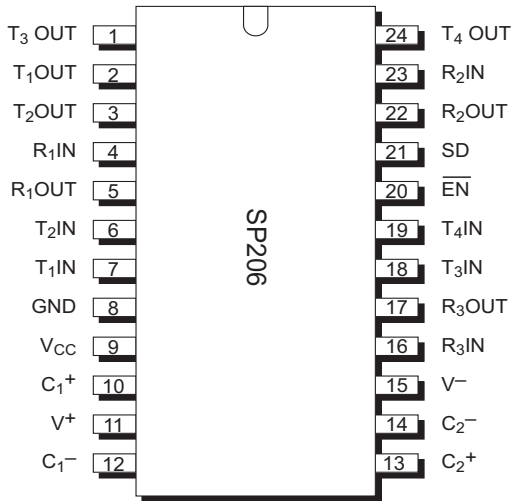 T₃ OUT 1 24 T₄ OUT
T₁OUT 2 23 R₂IN
T₂OUT 3 22 R₂OUT
R₁IN 4 21 SD
R₁OUT 5 20 E̅N̅
T₂IN 6 19 T₄IN
T₁IN 7 18 T₃IN
GND 8 17 R₃OUT
V_CC 9 16 R₃IN
C₁⁺ 10 15 V⁻
V⁺ 11 14 C₂⁻
C₁⁻ 12 13 C₂⁺
SP206